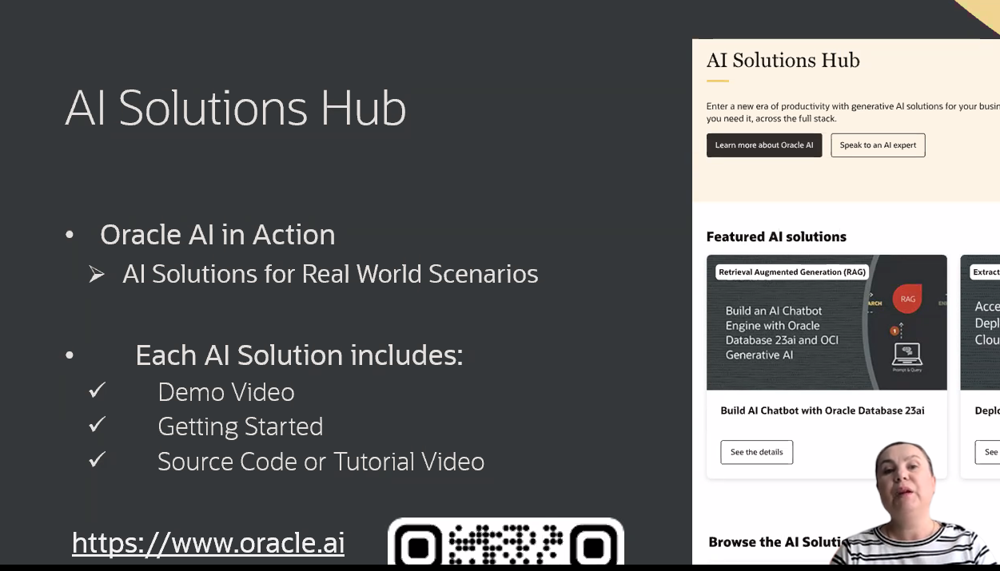 AI Solutions Hub
• Oracle AI in Action
➢ AI Solutions for Real World Scenarios
• Each AI Solution includes:
✓ Demo Video
✓ Getting Started
✓ Source Code or Tutorial Video
https://www.oracle.ai
AI Solutions Hub
Enter a new era of productivity with generative AI solutions for your
you need it, across the full stack.
Learn more about Oracle AI
Speak to an AI expert
Featured AI solutions
Retrieval Augmented Generation (RAG)
Build an AI Chatbot
Engine with Oracle
Database 23ai and OCI
Generative AI
RAG
1
Prompt & Query
Build AI Chatbot with Oracle Database 23ai
See the details
See
Browse the AI